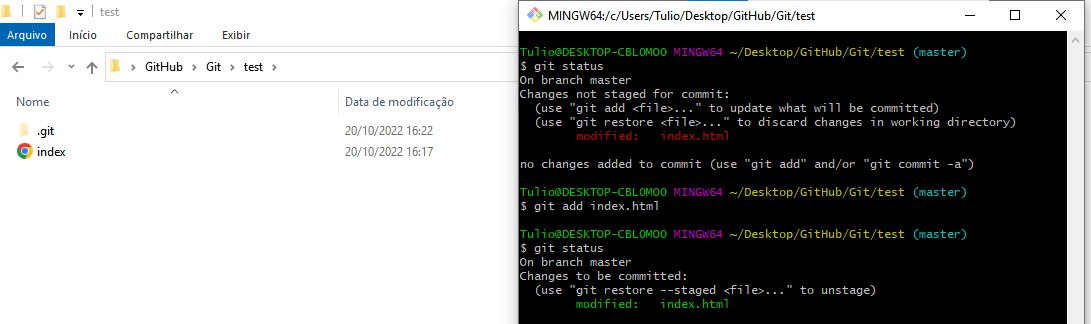 test
Arquivo Início Compartilhar Exibir
GitHub Git test
Nome Data de modificação
.git 20/10/2022 16:22
index 20/10/2022 16:17
MINGW64:/c/Users/Tulio/Desktop/GitHub/Git/test
Tulio@DESKTOP-CBLOMOO MINGW64 ~/Desktop/GitHub/Git/test (master)
$ git status
On branch master
Changes not staged for commit:
(use "git add <file>..." to update what will be committed)
(use "git restore <file>..." to discard changes in working directory)
modified: index.html
no changes added to commit (use "git add" and/or "git commit -a")
Tulio@DESKTOP-CBLOMOO MINGW64 ~/Desktop/GitHub/Git/test (master)
$ git add index.html
Tulio@DESKTOP-CBLOMOO MINGW64 ~/Desktop/GitHub/Git/test (master)
$ git status
On branch master
Changes to be committed:
(use "git restore --staged <file>..." to unstage)
modified: index.html